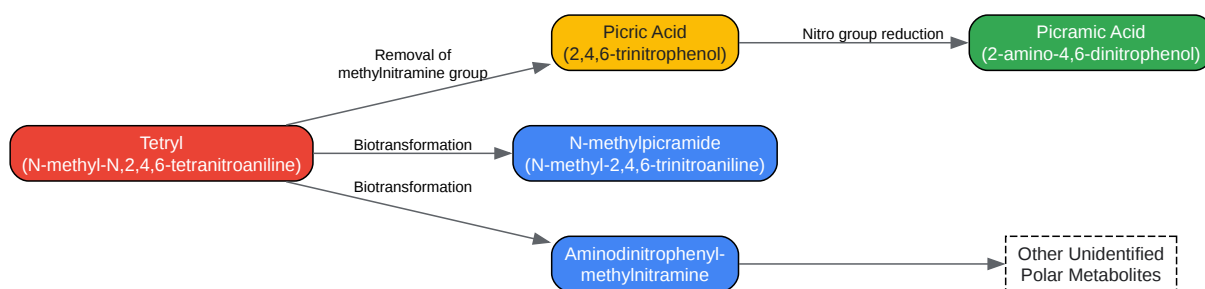 Picric Acid
(2,4,6-trinitrophenol)
Nitro group reduction
Picramic Acid
(2-amino-4,6-dinitrophenol)
Removal of
methylnitramine group
Tetryl
(N-methyl-N,2,4,6-tetranitroaniline)
Biotransformation
N-methylpicramide
(N-methyl-2,4,6-trinitroaniline)
Biotransformation
Aminodinitrophenyl-
methylnitramine
Other Unidentified
Polar Metabolites